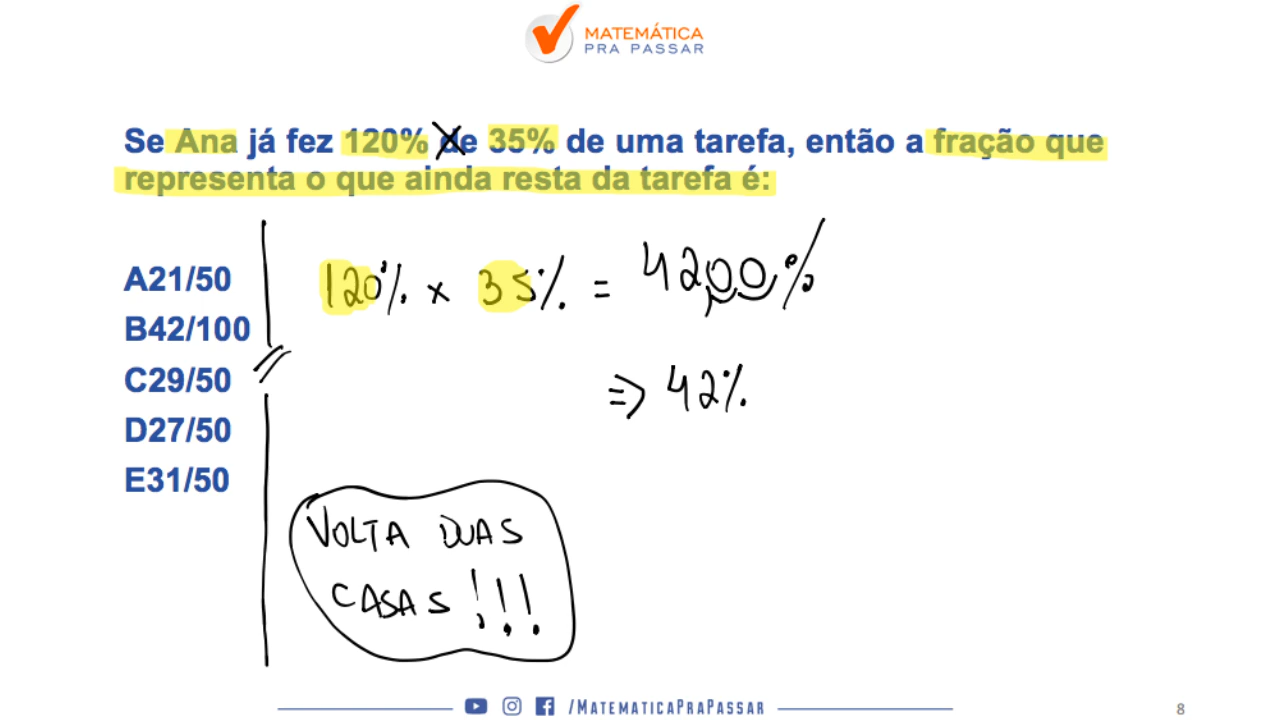 MATEMÁTICA
PRA PASSAR
Se Ana já fez 120% de 35% de uma tarefa, então a fração que
representa o que ainda resta da tarefa é:
A21/50
B42/100
C29/50
D27/50
E31/50
120% x 35% = 4200%
⇒ 42%
VOLTA DUAS
CASAS!!!
/MATEMATICAPRAPASSAR
8